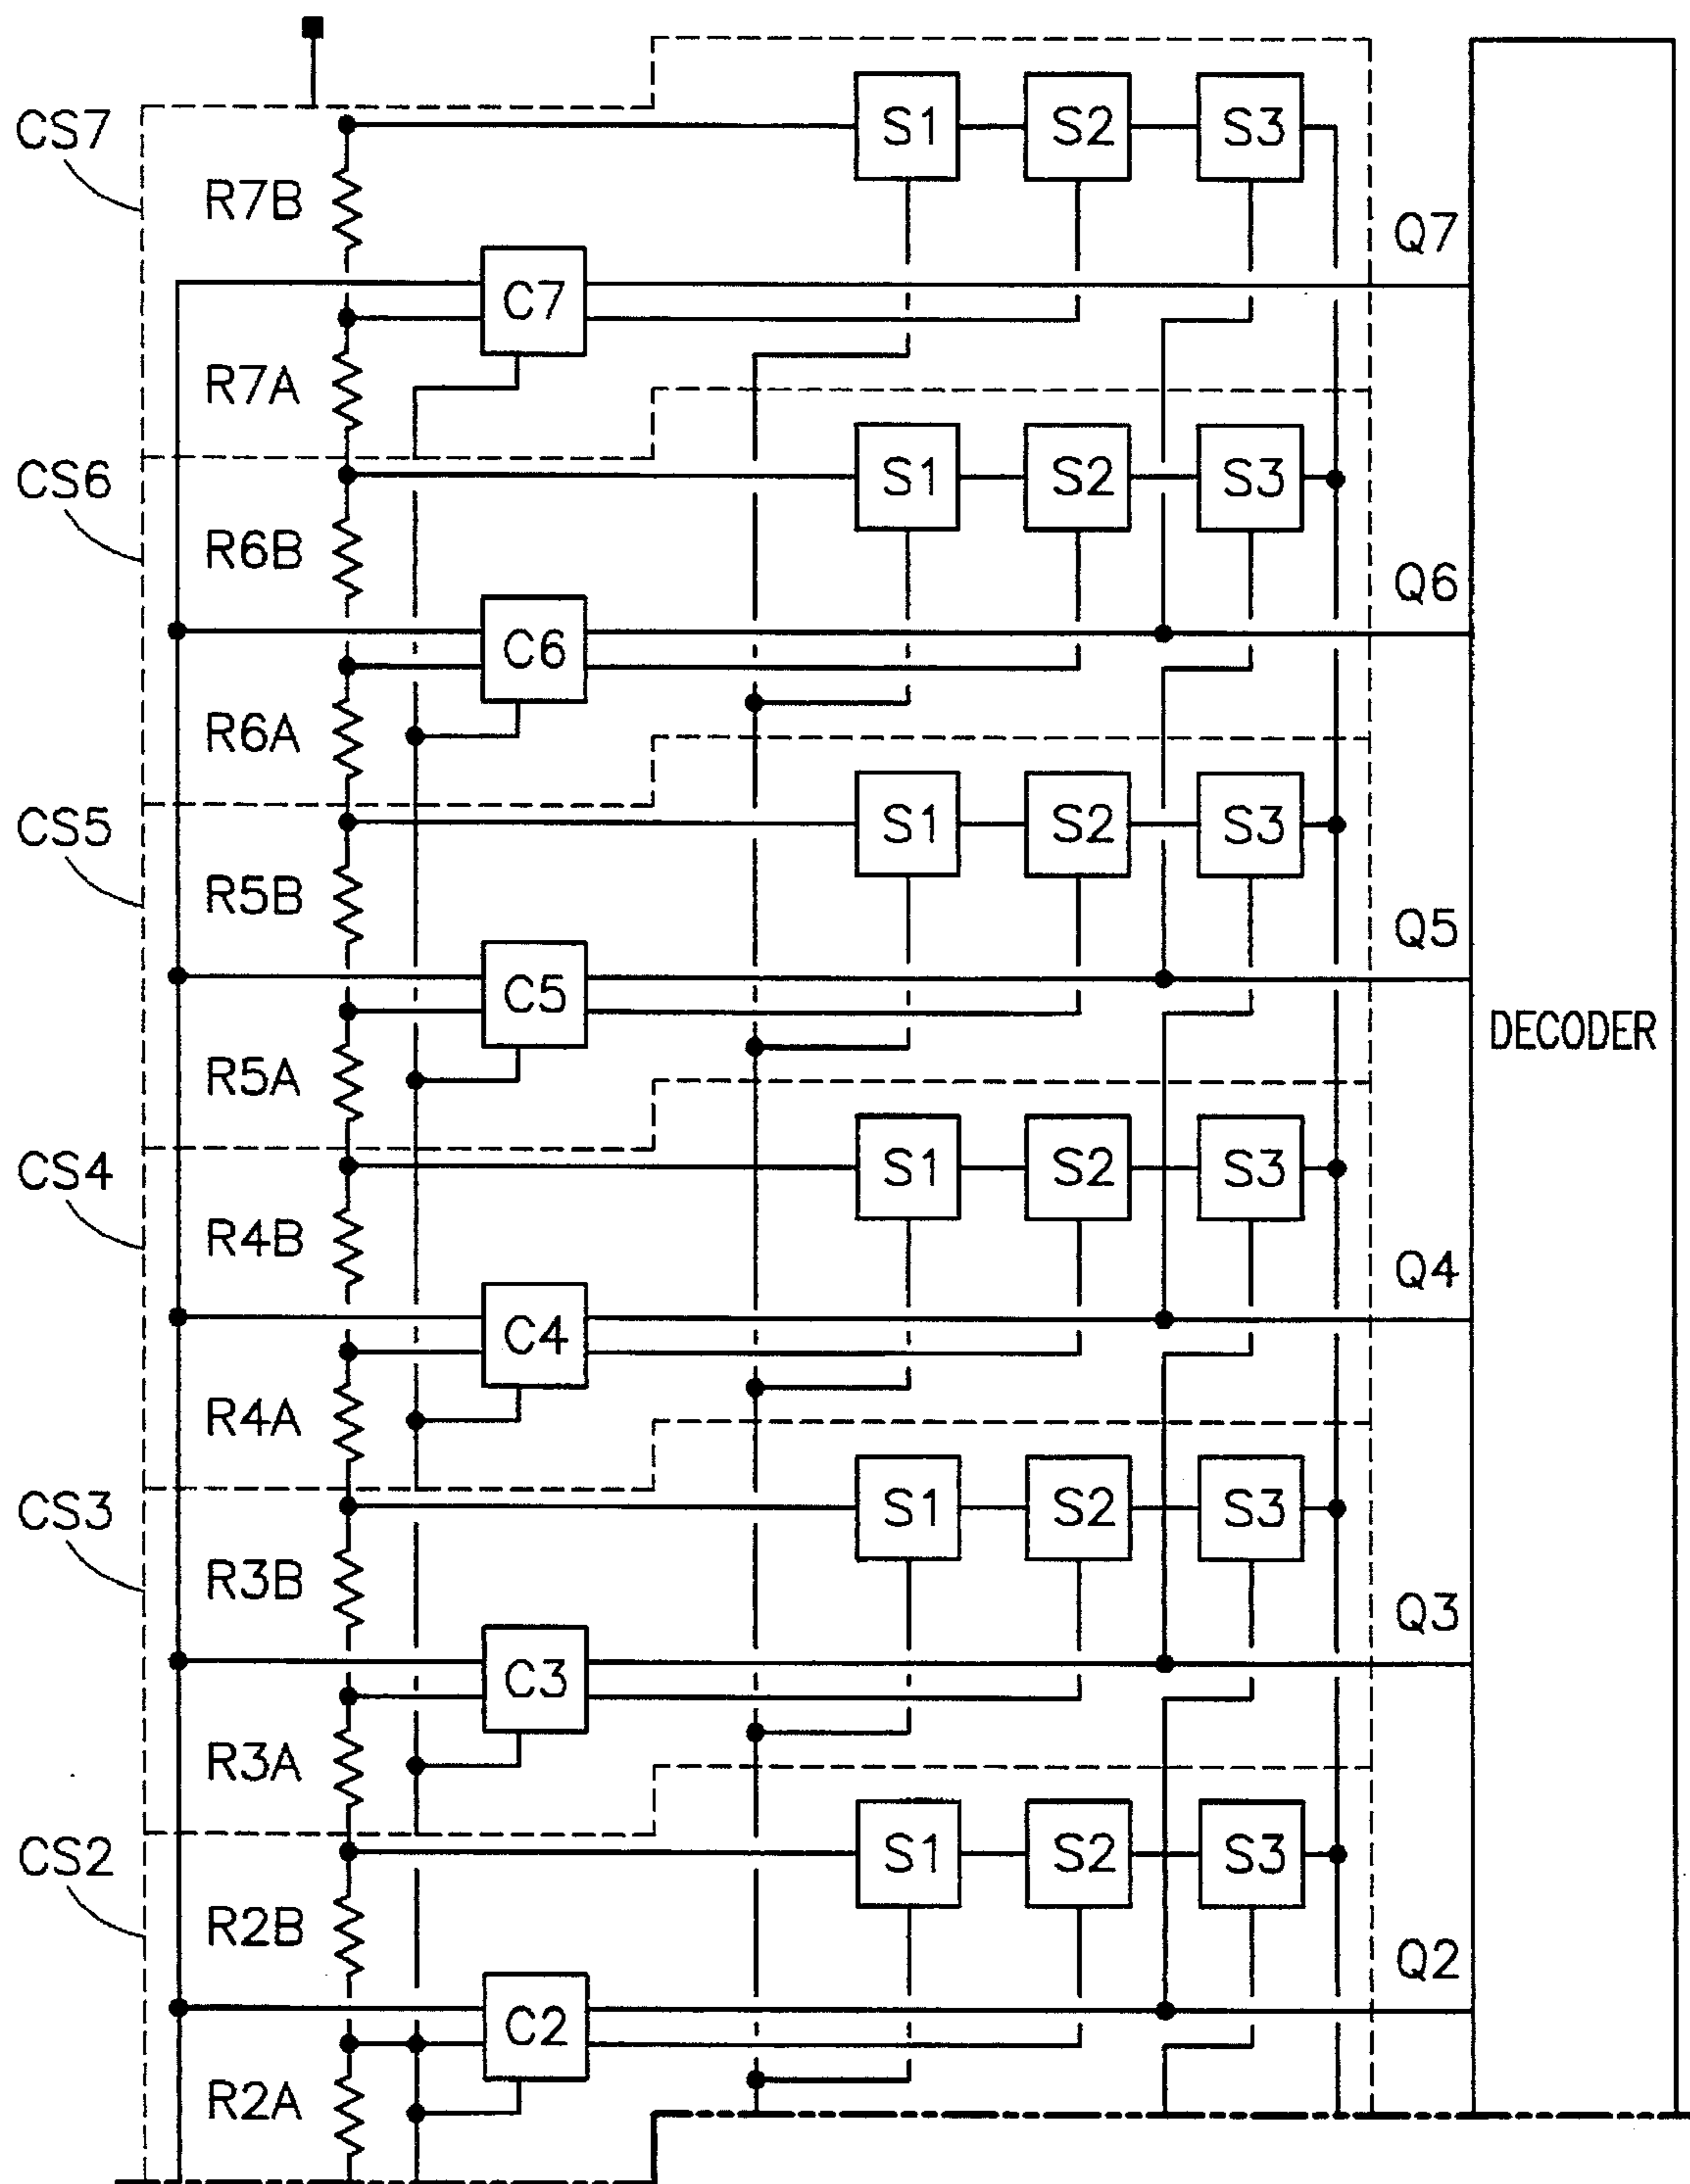 CS7
S1 S2 S3
R7B
Q7
C7
R7A
CS6
S1 S2 S3
R6B
Q6
C6
R6A
CS5
S1 S2 S3
R5B
Q5
C5
DECODER
R5A
CS4
S1 S2 S3
R4B
Q4
C4
R4A
CS3
S1 S2 S3
R3B
Q3
C3
R3A
CS2
S1 S2 S3
R2B
Q2
C2
R2A